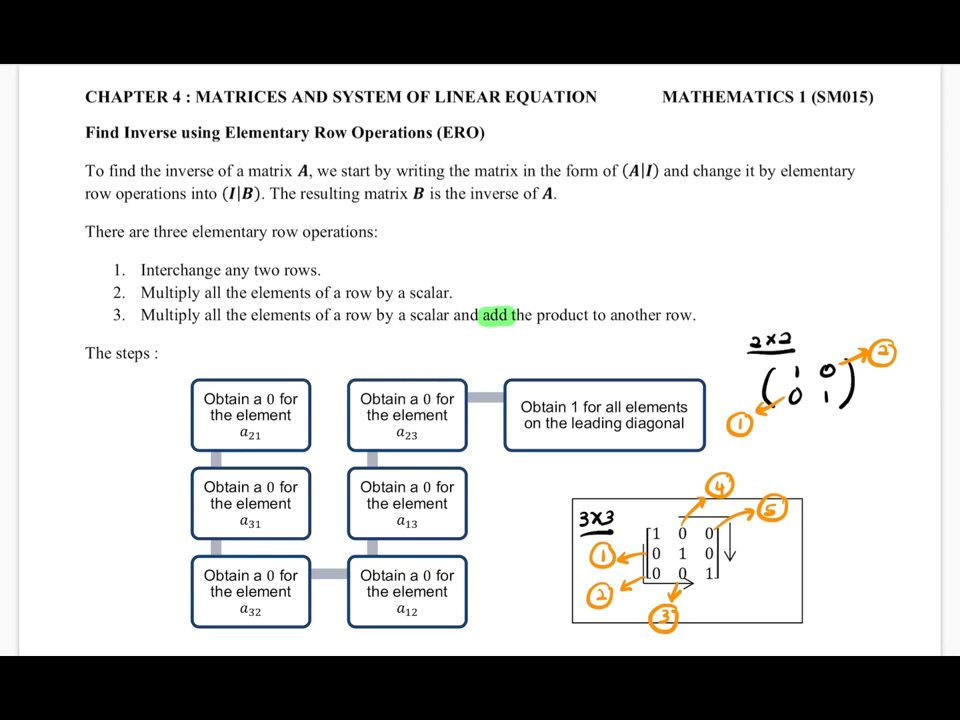 CHAPTER 4 : MATRICES AND SYSTEM OF LINEAR EQUATION MATHEMATICS 1 (SM015)
Find Inverse using Elementary Row Operations (ERO)
To find the inverse of a matrix A, we start by writing the matrix in the form of (A|I) and change it by elementary
row operations into (I|B). The resulting matrix B is the inverse of A.
There are three elementary row operations:
1. Interchange any two rows.
2. Multiply all the elements of a row by a scalar.
3. Multiply all the elements of a row by a scalar and add the product to another row.
The steps :
Obtain a 0 for
the element
a21
Obtain a 0 for
the element
a31
Obtain a 0 for
the element
a32
Obtain a 0 for
the element
a12
Obtain a 0 for
the element
a13
Obtain a 0 for
the element
a23
Obtain 1 for all elements
on the leading diagonal
2x2
2
1 0
0 1
1
4
5
3x3
1 0 0
1
0 1 0
0 0 1
2
3